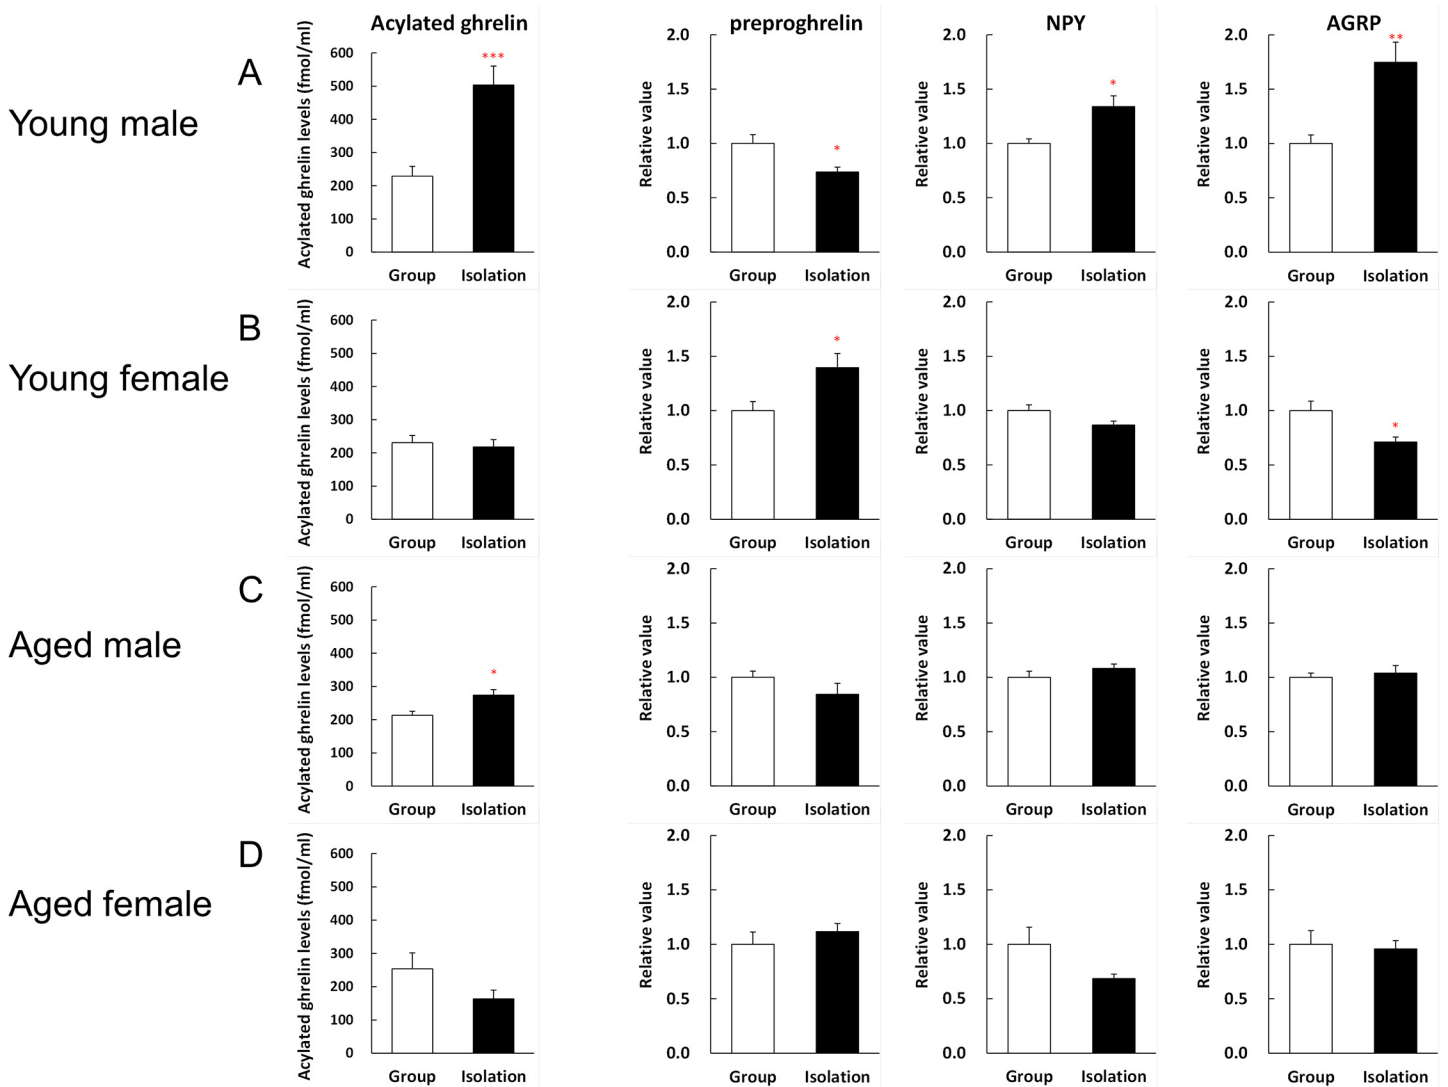 Acylated ghrelin
preproghrelin
NPY
AGRP
A
Young male
Acylated ghrelin levels (fmol/ml)
600
500
400
300
200
100
0
***
Group Isolation
Relative value
2.0
1.5
1.0
0.5
0.0
*
Group Isolation
Relative value
2.0
1.5
1.0
0.5
0.0
*
Group Isolation
Relative value
2.0
1.5
1.0
0.5
0.0
**
Group Isolation
B
Young female
Acylated ghrelin levels (fmol/ml)
600
500
400
300
200
100
0
Group Isolation
Relative value
2.0
1.5
1.0
0.5
0.0
*
Group Isolation
Relative value
2.0
1.5
1.0
0.5
0.0
Group Isolation
Relative value
2.0
1.5
1.0
0.5
0.0
*
Group Isolation
C
Aged male
Acylated ghrelin levels (fmol/ml)
600
500
400
300
200
100
0
*
Group Isolation
Relative value
2.0
1.5
1.0
0.5
0.0
Group Isolation
Relative value
2.0
1.5
1.0
0.5
0.0
Group Isolation
Relative value
2.0
1.5
1.0
0.5
0.0
Group Isolation
D
Aged female
Acylated ghrelin levels (fmol/ml)
600
500
400
300
200
100
0
Group Isolation
Relative value
2.0
1.5
1.0
0.5
0.0
Group Isolation
Relative value
2.0
1.5
1.0
0.5
0.0
Group Isolation
Relative value
2.0
1.5
1.0
0.5
0.0
Group Isolation